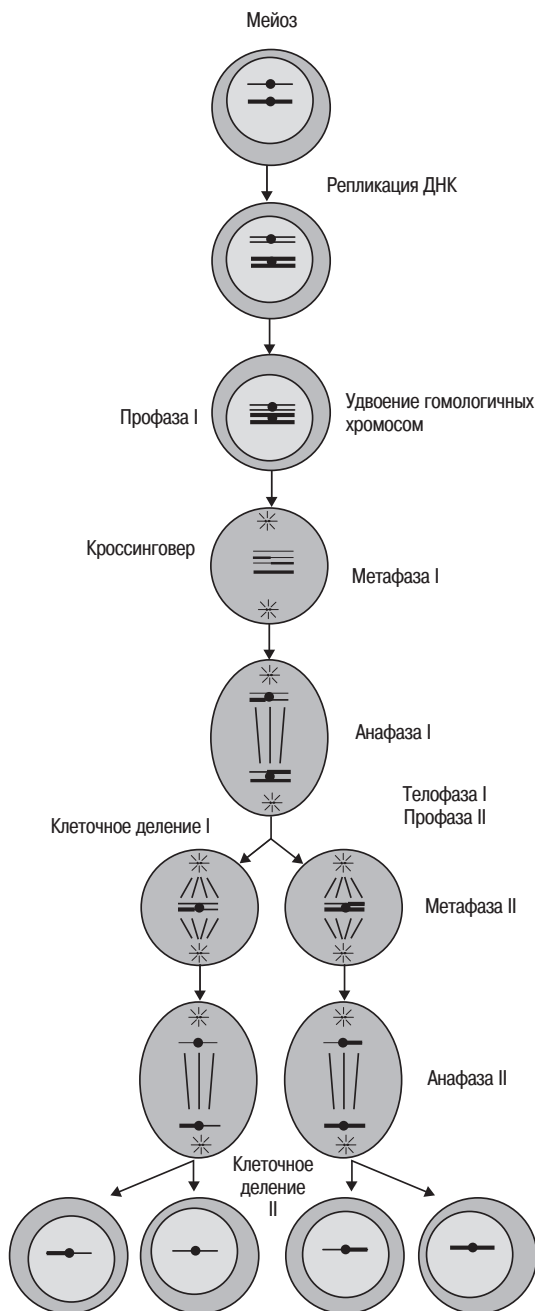 Мейоз
Репликация ДНК
Профаза I
Удвоение гомологичных
хромосом
Кроссинговер
Метафаза I
Анафаза I
Телофаза I
Профаза II
Клеточное деление I
Метафаза II
Анафаза II
Клеточное
деление
II